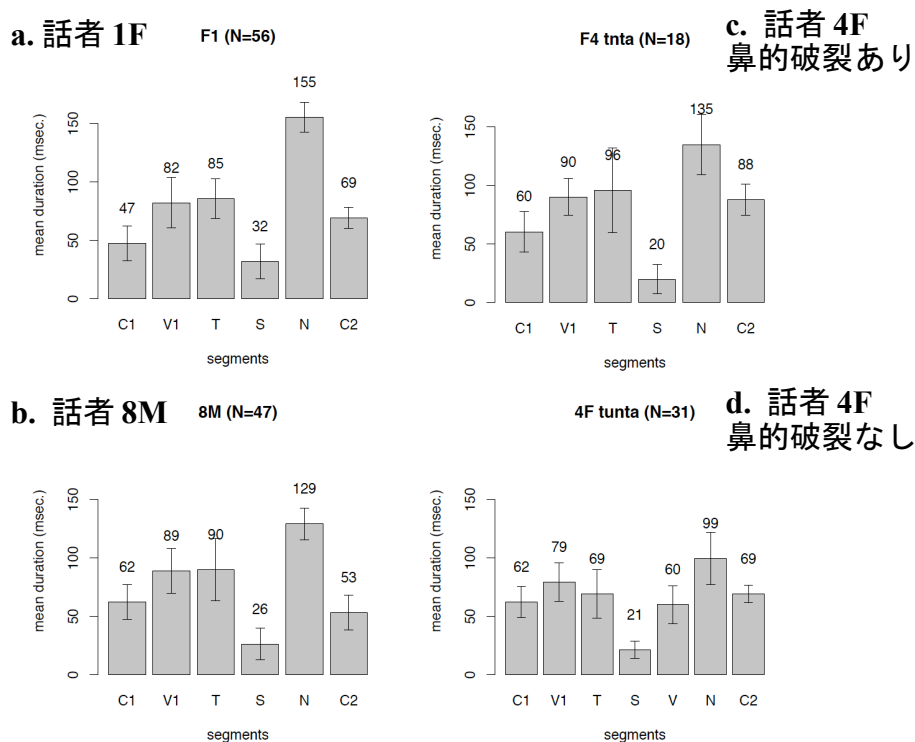 a. 話者 1F
F1 (N=56)
mean duration (msec.)
0
50
100
150
47
82
85
32
155
69
C1 V1 T S N C2
segments
F4 tnta (N=18)
c. 話者 4F
鼻的破裂あり
mean duration (msec.)
0
50
100
150
60
90
96
20
135
88
C1 V1 T S N C2
segments
b. 話者 8M
8M (N=47)
mean duration (msec.)
0
50
100
150
62
89
90
26
129
53
C1 V1 T S N C2
segments
4F tunta (N=31)
d. 話者 4F
鼻的破裂なし
mean duration (msec.)
0
50
100
150
62
79
69
21
60
99
69
C1 V1 T S V N C2
segments